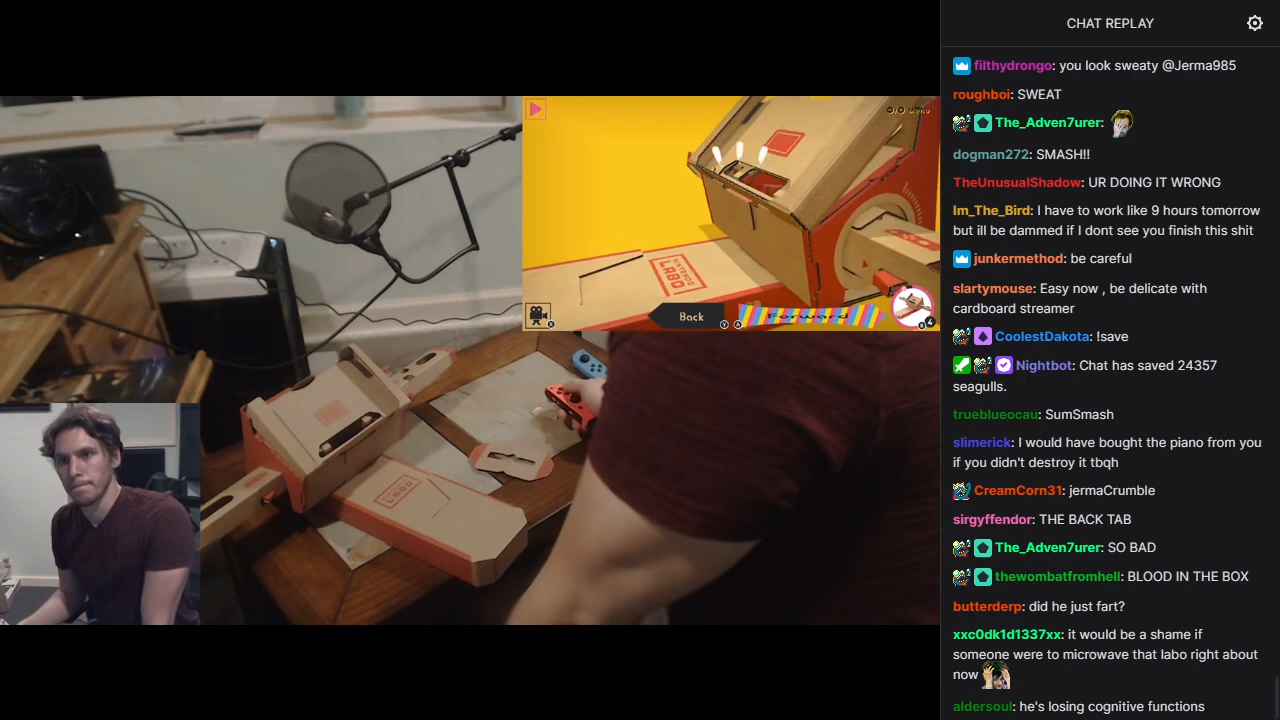 CHAT REPLAY
filthydrongo: you look sweaty @Jerma985
roughboi: SWEAT
The_Adven7urer:
dogman272: SMASH!!
TheUnusualShadow: UR DOING IT WRONG
Im_The_Bird: I have to work like 9 hours tomorrow
but ill be dammed if I dont see you finish this shit
junkermethod: be careful
slartymouse: Easy now , be delicate with
cardboard streamer
CoolestDakota: !save
Nightbot: Chat has saved 24357
seagulls.
trueblueocau: SumSmash
slimerick: I would have bought the piano from you
if you didn't destroy it tbqh
CreamCorn31: jermaCrumble
sirgyffendor: THE BACK TAB
The_Adven7urer: SO BAD
thewombatfromhell: BLOOD IN THE BOX
butterderp: did he just fart?
xxc0dk1d1337xx: it would be a shame if
someone were to microwave that labo right about
now
aldersoul: he's losing cognitive functions
NINTENDO
LABO
X
Back
Y
A
B
4
LABO